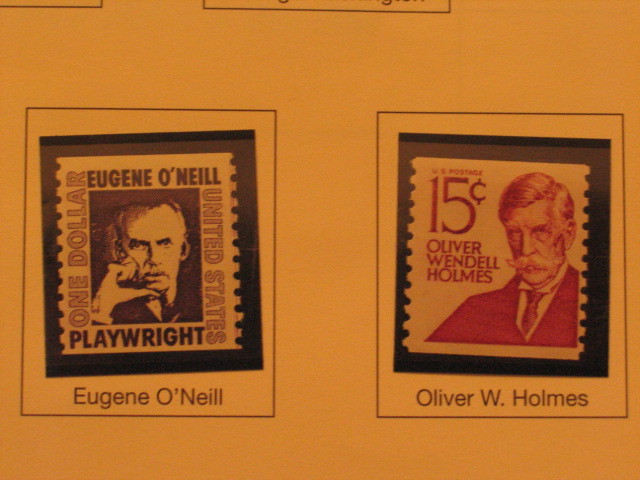 EUGENE O'NEILL
ONE DOLLAR
UNITED STATES
PLAYWRIGHT
Eugene O'Neill
U.S. POSTAGE
15¢
OLIVER
WENDELL
HOLMES
Oliver W. Holmes